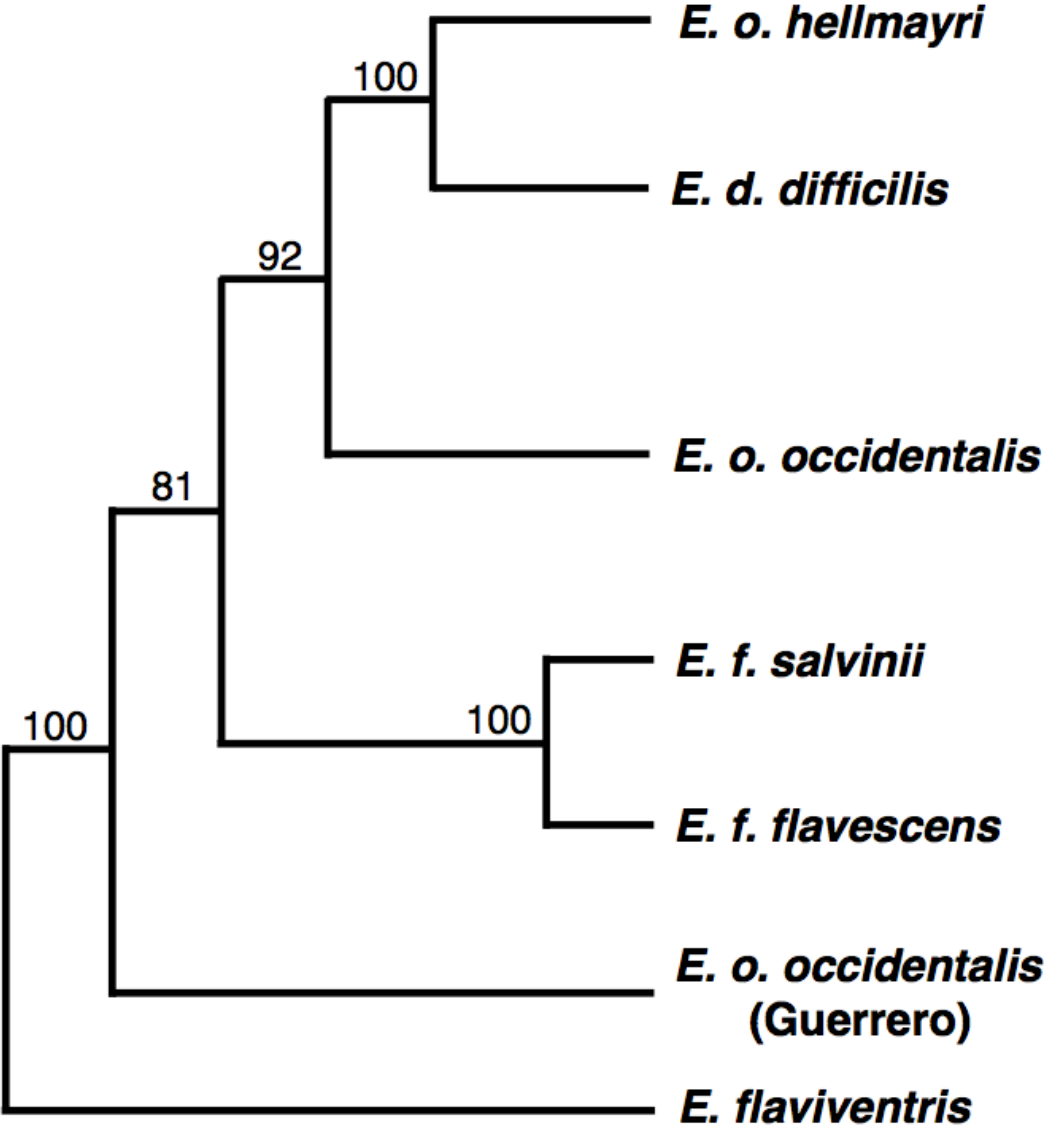 E. o. hellmayri
100
E. d. difficilis
92
E. o. occidentalis
81
E. f. salvinii
100
100
E. f. flavescens
E. o. occidentalis
(Guerrero)
E. flaviventris